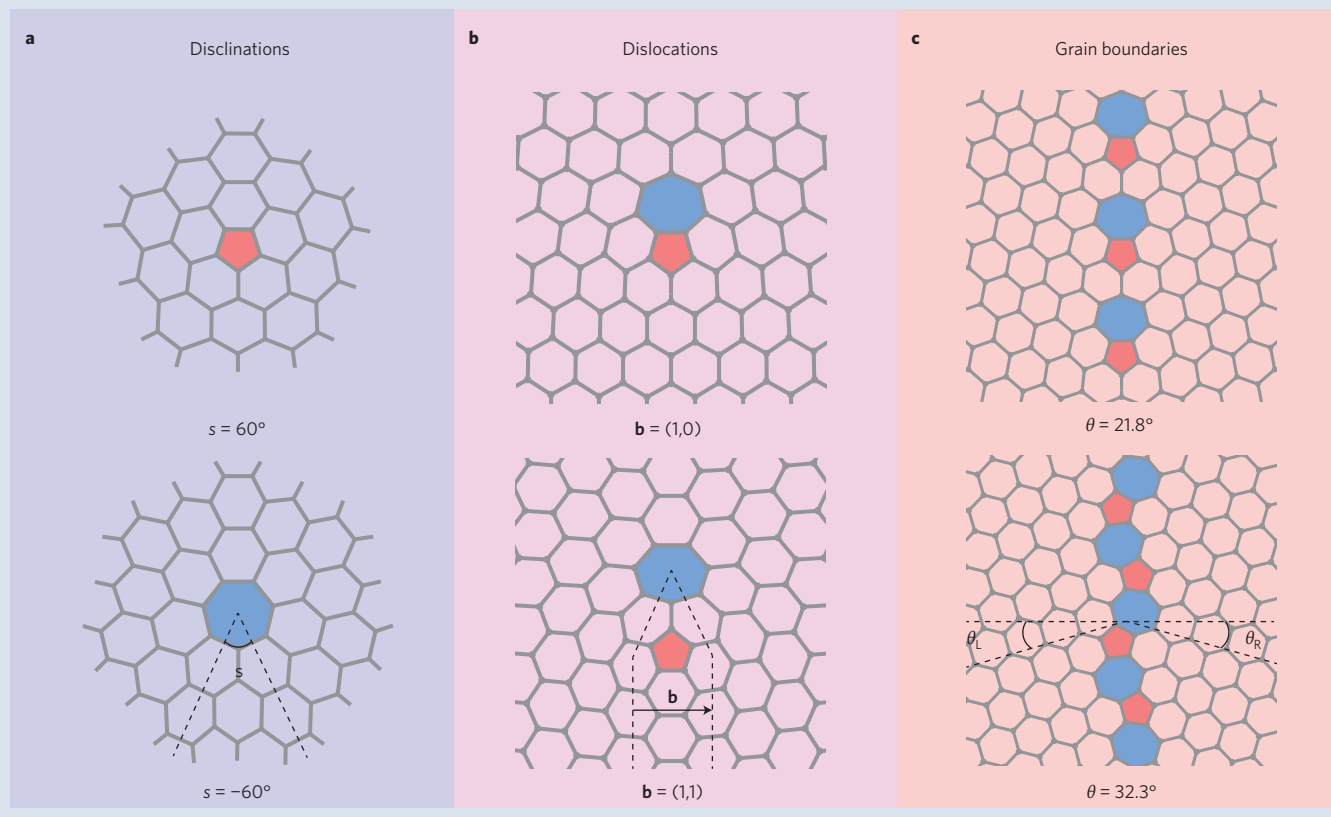 a
Disclinations
s = 60°
s
s = −60°
b
Dislocations
b = (1,0)
b
b = (1,1)
c
Grain boundaries
θ = 21.8°
θL
θR
θ = 32.3°